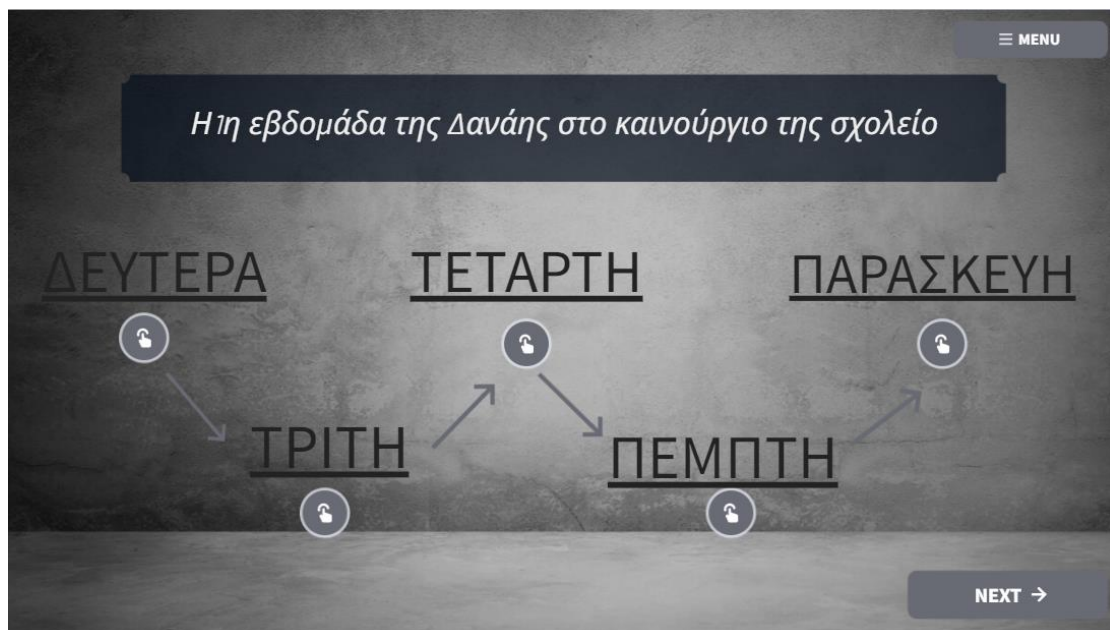 MENU
Η 1η εβδομάδα της Δανάης στο καινούργιο της σχολείο
ΔΕΥΤΕΡΑ
ΤΕΤΑΡΤΗ
ΠΑΡΑΣΚΕΥΗ
ΤΡΙΤΗ
ΠΕΜΠΤΗ
NEXT →